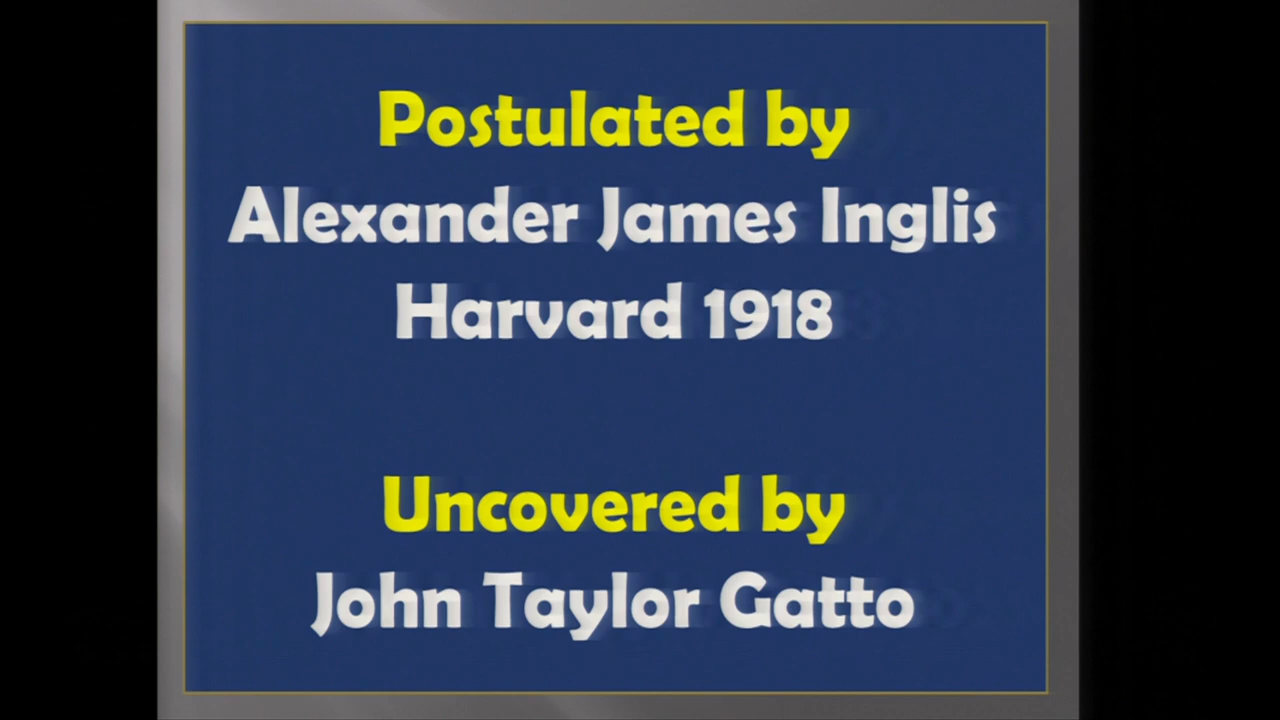 Postulated by
Alexander James Inglis
Harvard 1918
Uncovered by
John Taylor Gatto